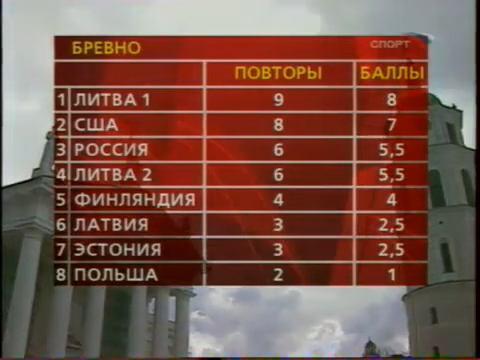 БРЕВНО СПОРТ
ПОВТОРЫ БАЛЛЫ
1 ЛИТВА 1 9 8
2 США 8 7
3 РОССИЯ 6 5,5
4 ЛИТВА 2 6 5,5
5 ФИНЛЯНДИЯ 4 4
6 ЛАТВИЯ 3 2,5
7 ЭСТОНИЯ 3 2,5
8 ПОЛЬША 2 1